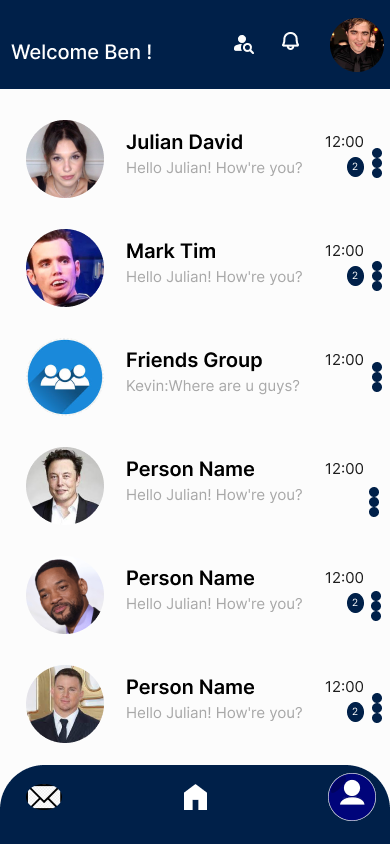 Welcome Ben !
Julian David
12:00
Hello Julian! How're you?
2
Mark Tim
12:00
Hello Julian! How're you?
2
Friends Group
12:00
Kevin:Where are u guys?
Person Name
12:00
Hello Julian! How're you?
Person Name
12:00
Hello Julian! How're you?
2
Person Name
12:00
Hello Julian! How're you?
2